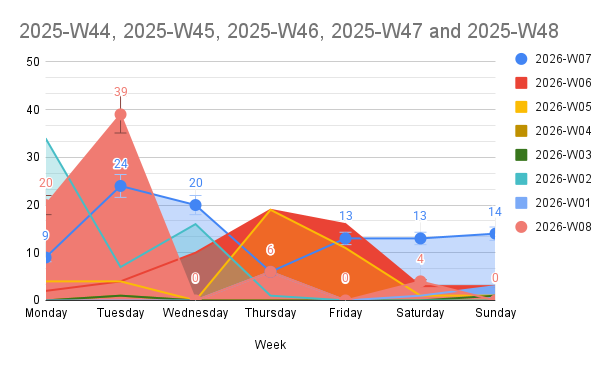 2025-W44, 2025-W45, 2025-W46, 2025-W47 and 2025-W48
50
40
30
20
10
0
39
24
20
20
9
0
6
13
0
13
4
14
0
Monday Tuesday Wednesday Thursday Friday Saturday Sunday
Week
2026-W07
2026-W06
2026-W05
2026-W04
2026-W03
2026-W02
2026-W01
2026-W08